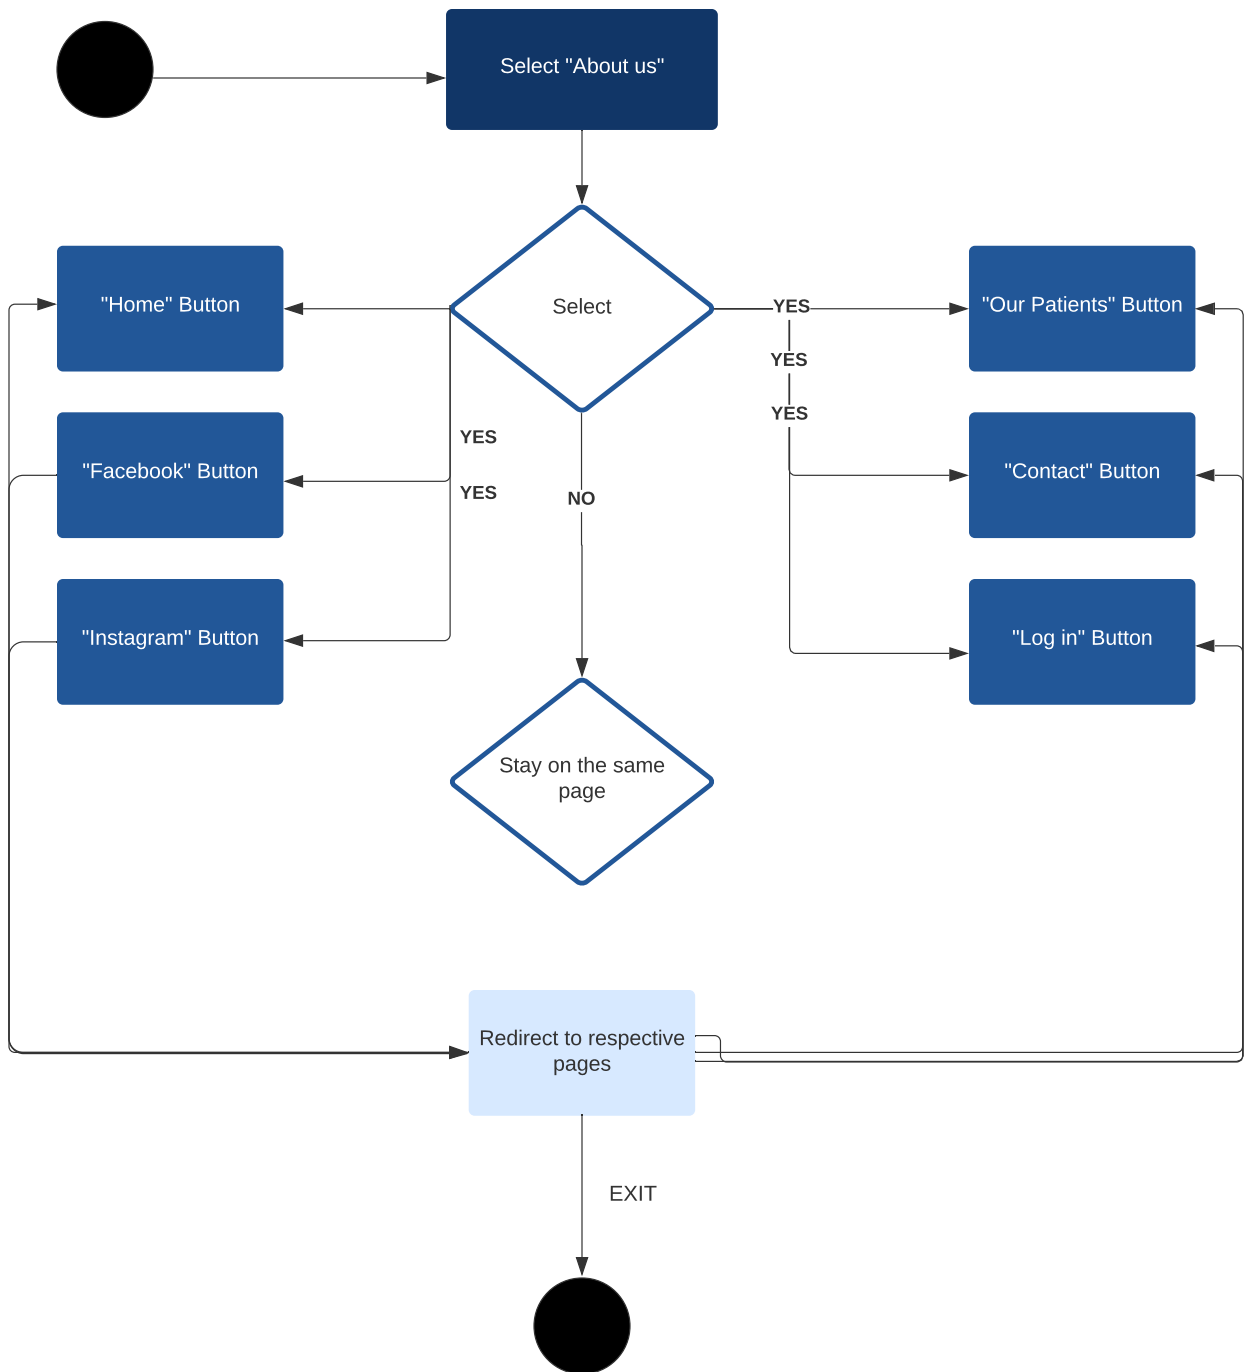 Select "About us"
"Home" Button
Select
YES
"Our Patients" Button
YES
YES
YES
"Facebook" Button
"Contact" Button
YES
NO
"Instagram" Button
"Log in" Button
Stay on the same
page
Redirect to respective
pages
EXIT